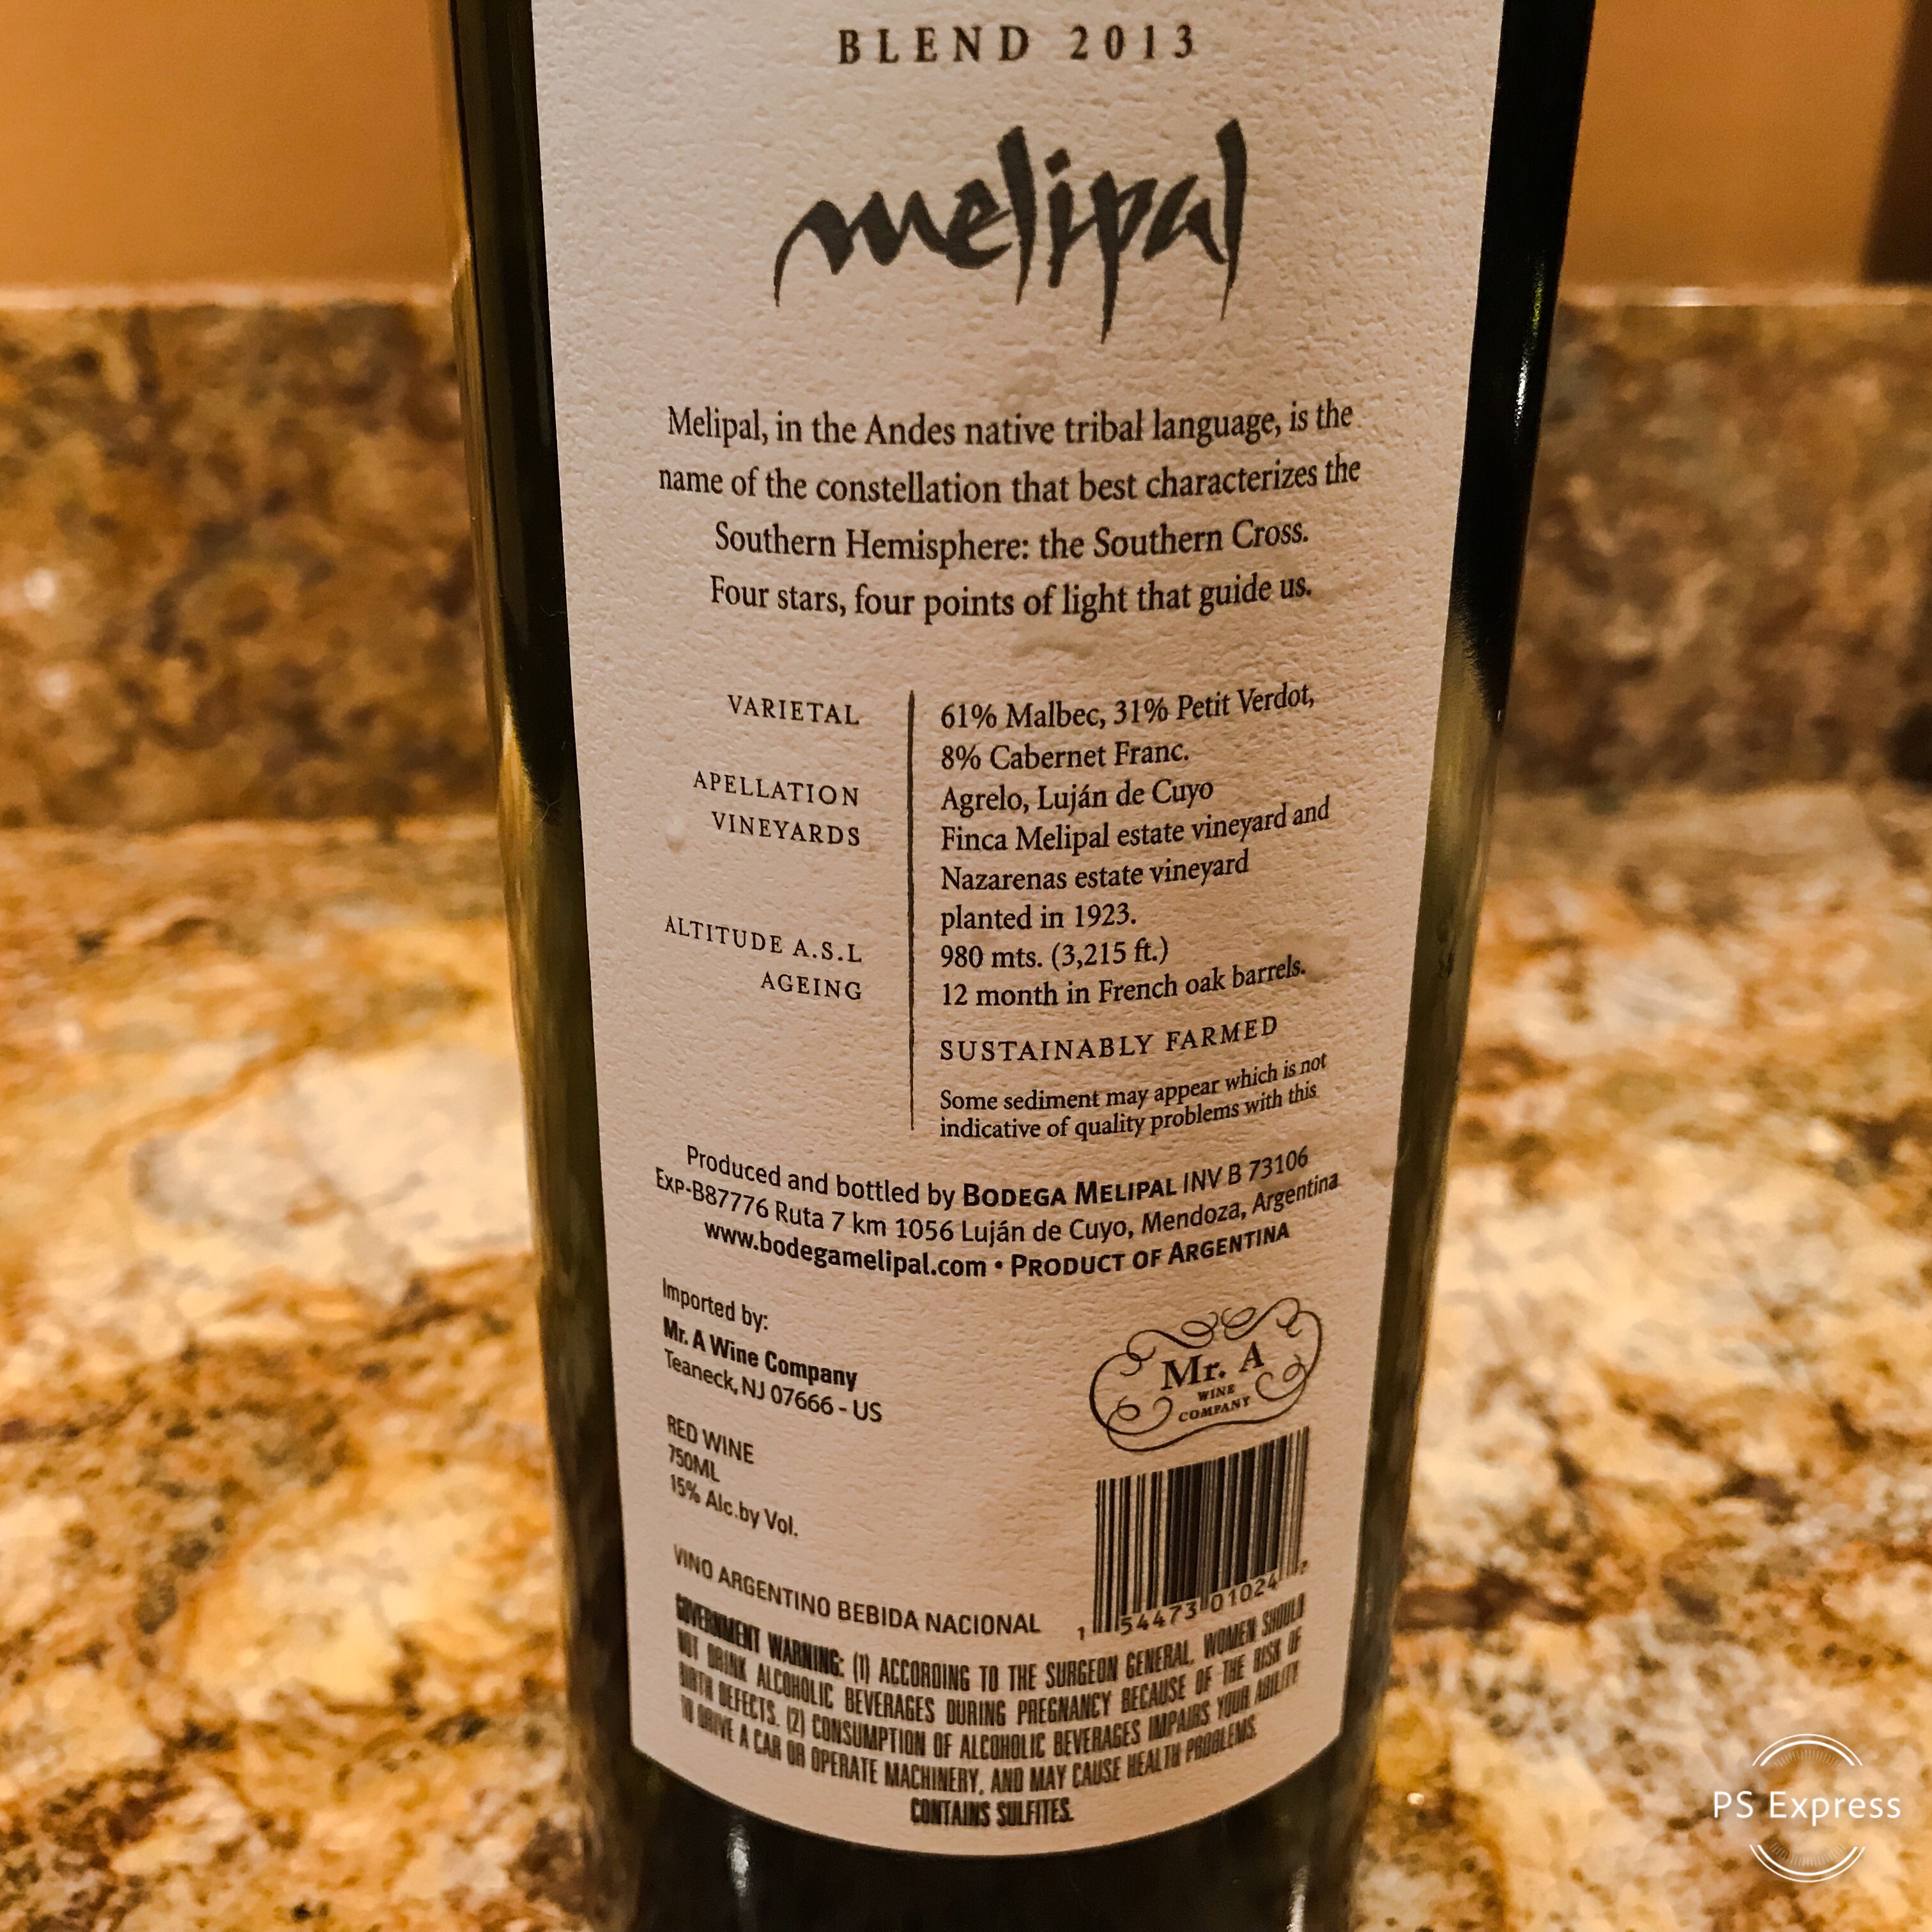 BLEND 2013
melipal
Melipal, in the Andes native tribal language, is the
name of the constellation that best characterizes the
Southern Hemisphere: the Southern Cross.
Four stars, four points of light that guide us.
VARIETAL
61% Malbec, 31% Petit Verdot,
8% Cabernet Franc.
APELLATION
Agrelo, Luján de Cuyo
VINEYARDS
Finca Melipal estate vineyard and
Nazarenas estate vineyard
planted in 1923.
ALTITUDE A.S.L
980 mts. (3,215 ft.)
AGEING
12 month in French oak barrels.
SUSTAINABLY FARMED
Some sediment may appear which is not
indicative of quality problems with this
Produced and bottled by BODEGA MELIPAL INV B 73106
EXP-B87776 Ruta 7 km 1056 Luján de Cuyo, Mendoza, Argentina
www.bodegamelipal.com • PRODUCT OF ARGENTINA
Imported by:
Mr. A Wine Company
Teaneck, NJ 07666 - US
Mr. A
WINE
COMPANY
RED WINE
750ML
15% Alc.by Vol.
VINO ARGENTINO BEBIDA NACIONAL
1 54473 01024 7
GOVERNMENT WARNING: (1) ACCORDING TO THE SURGEON GENERAL, WOMEN SHOULD
NOT DRINK ALCOHOLIC BEVERAGES DURING PREGNANCY BECAUSE OF THE RISK OF
BIRTH DEFECTS. (2) CONSUMPTION OF ALCOHOLIC BEVERAGES IMPAIRS YOUR ABILITY
TO DRIVE A CAR OR OPERATE MACHINERY, AND MAY CAUSE HEALTH PROBLEMS.
CONTAINS SULFITES.
PS Express